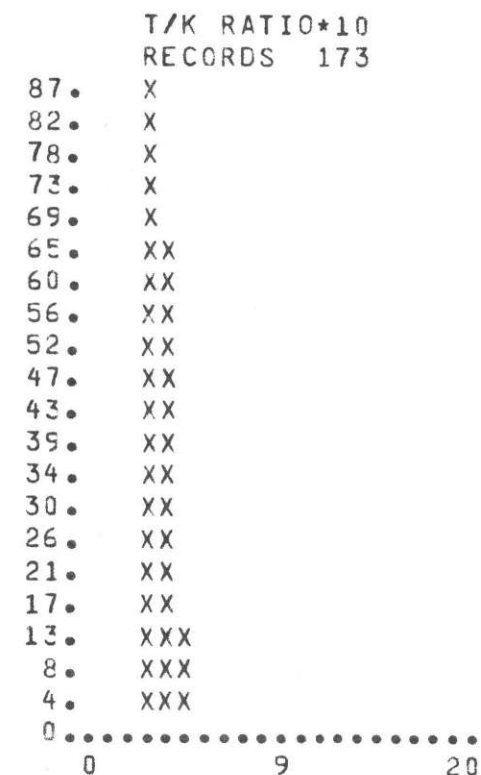 T/K RATIO*10
RECORDS 173
87. X
82. X
78. X
73. X
69. X
65. XX
60. XX
56. XX
52. XX
47. XX
43. XX
39. XX
34. XX
30. XX
26. XX
21. XX
17. XX
13. XXX
8. XXX
4. XXX
0......................
0 9 20